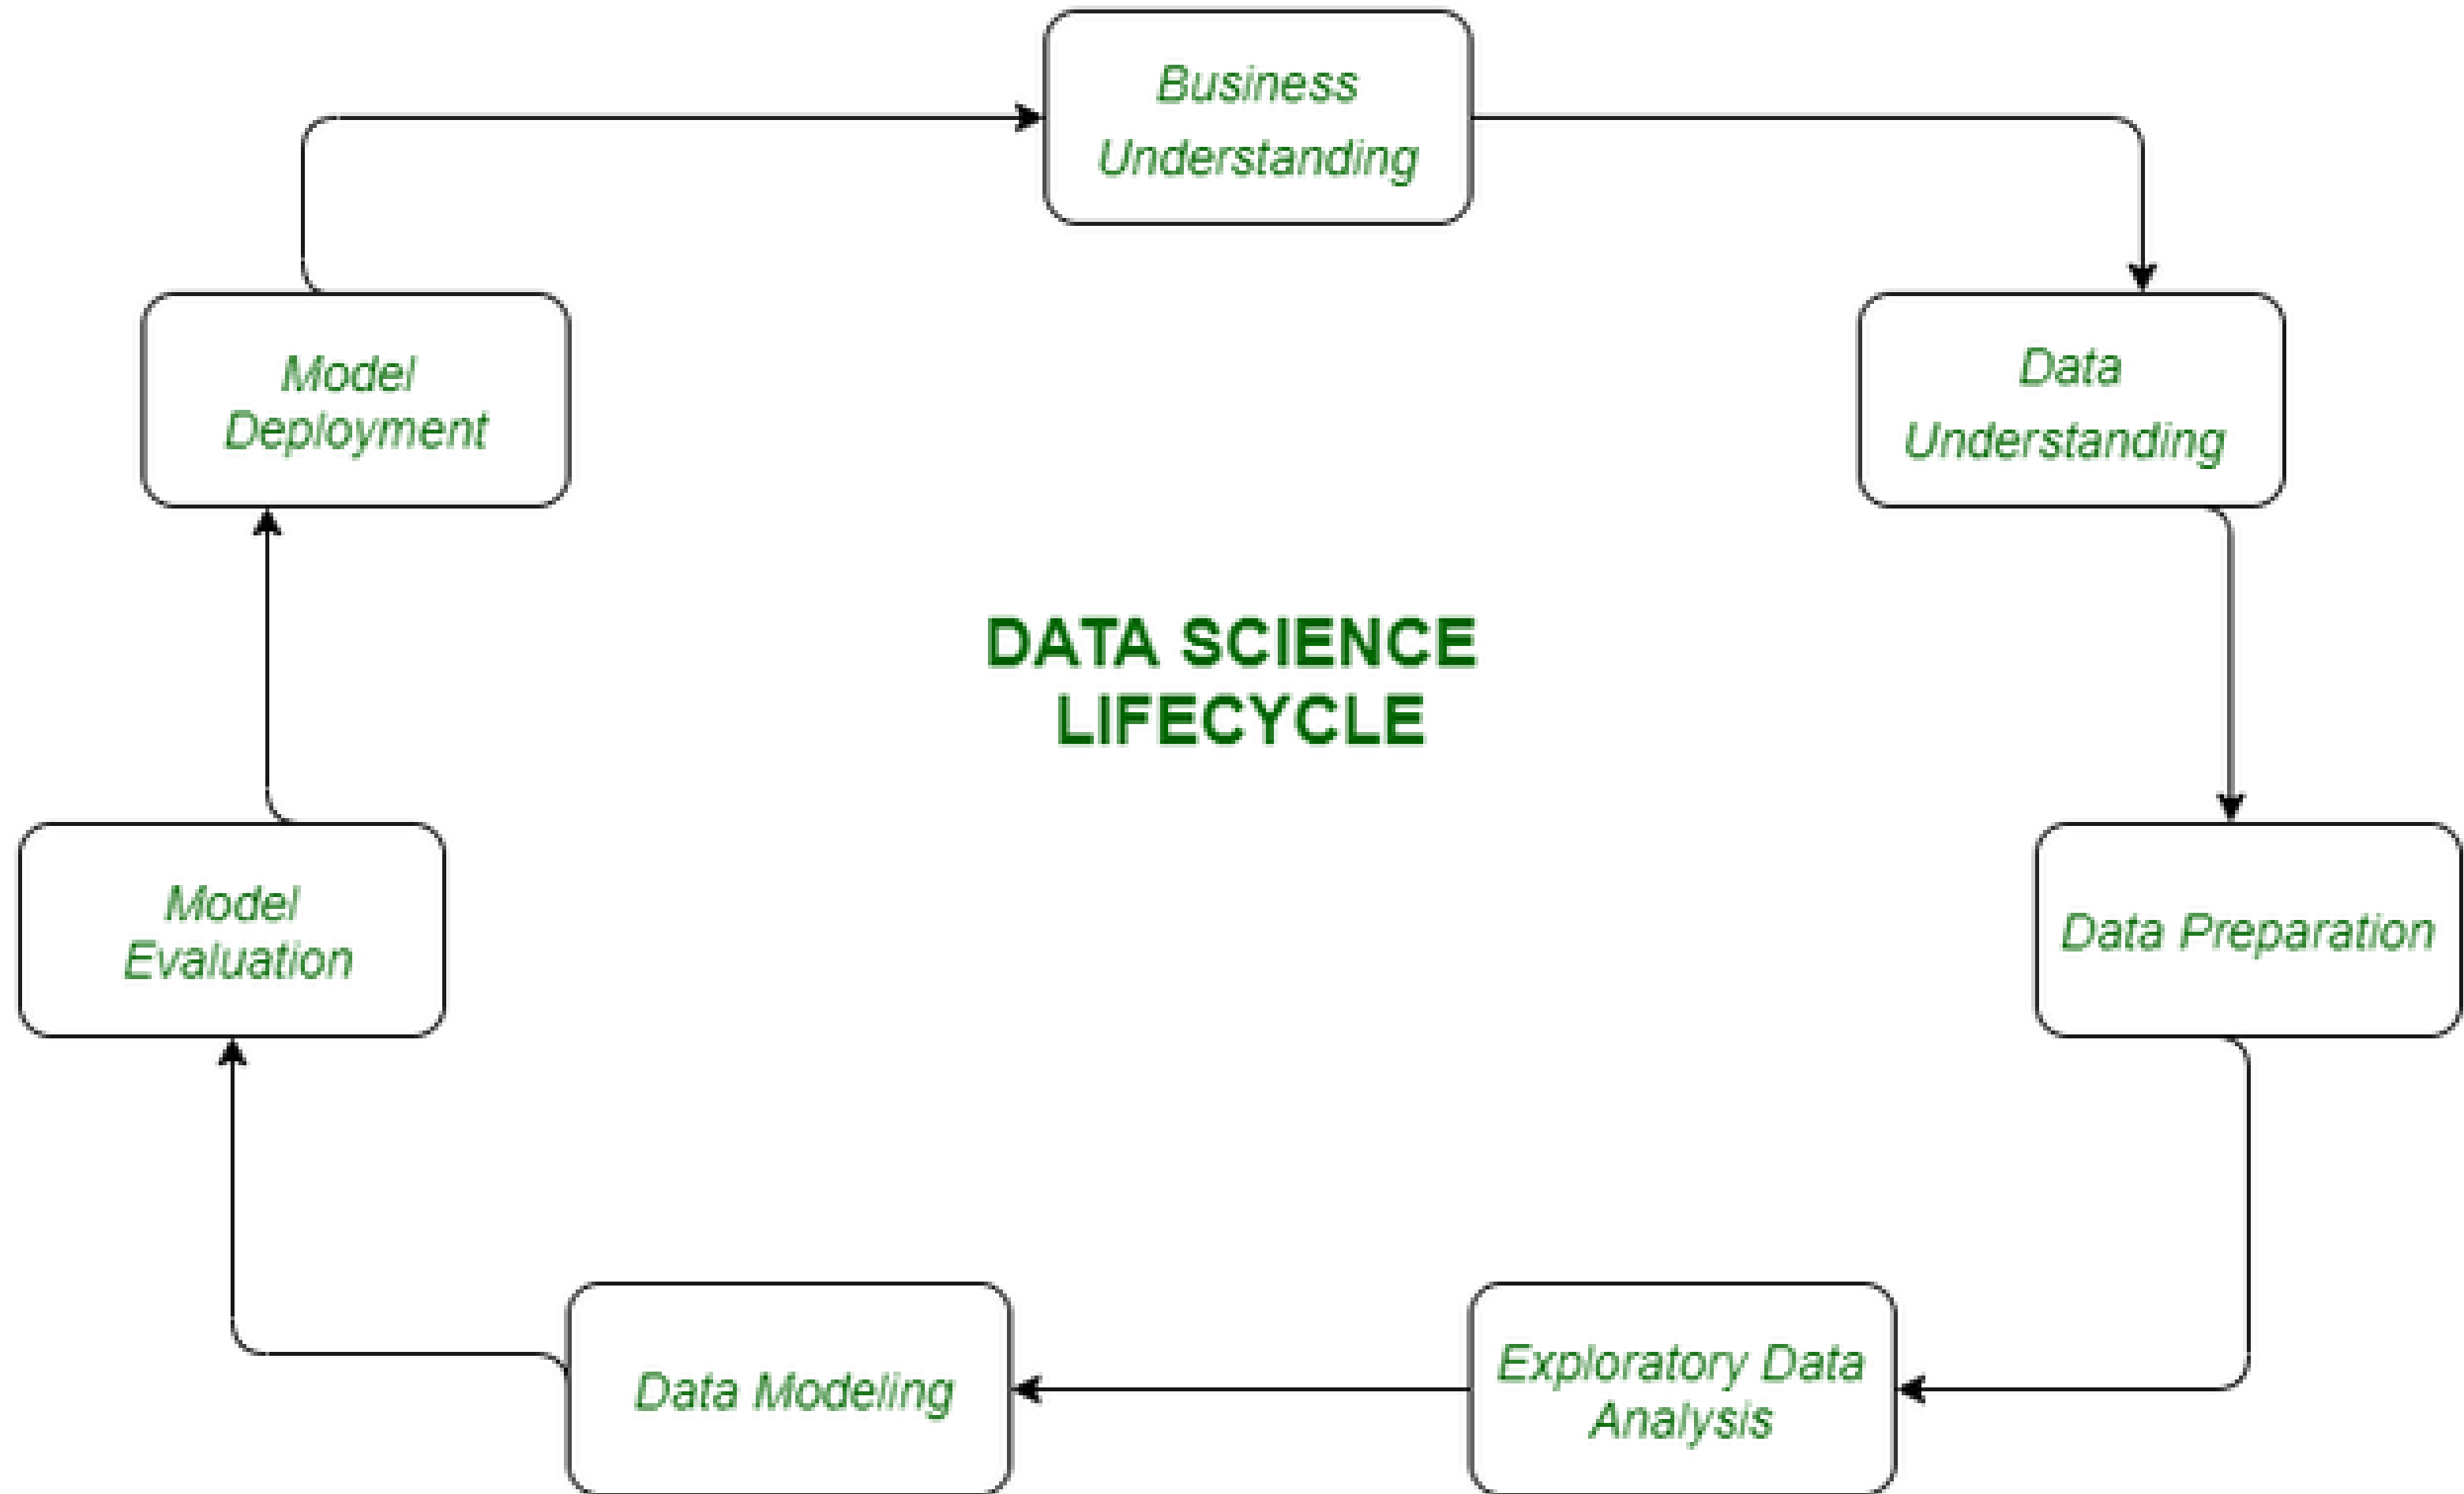 Business
Understanding
Data
Understanding
Data Preparation
Exploratory Data
Analysis
Data Modeling
Model
Evaluation
Model
Deployment
DATA SCIENCE
LIFECYCLE